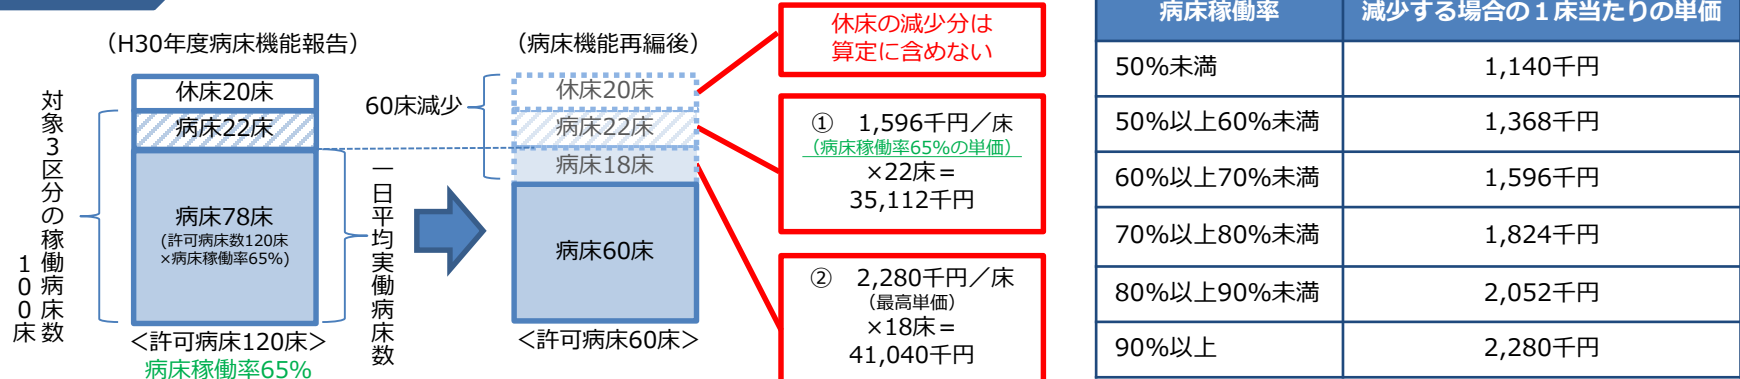 （H30年度病床機能報告）
休床20床
病床22床
病床78床
(許可病床数120床
×病床稼働率65%)
対象３区分の稼働病床数
１００床
一日平均実働病床数
＜許可病床120床＞
病床稼働率65%
（病床機能再編後）
60床減少
休床20床
病床22床
病床18床
病床60床
＜許可病床60床＞
休床の減少分は
算定に含めない
①　1,596千円／床
（病床稼働率65%の単価）
×22床＝
35,112千円
②　2,280千円／床
（最高単価）
×18床＝
41,040千円
病床稼働率　減少する場合の１床当たりの単価
50%未満　1,140千円
50%以上60%未満　1,368千円
60%以上70%未満　1,596千円
70%以上80%未満　1,824千円
80%以上90%未満　2,052千円
90%以上　2,280千円